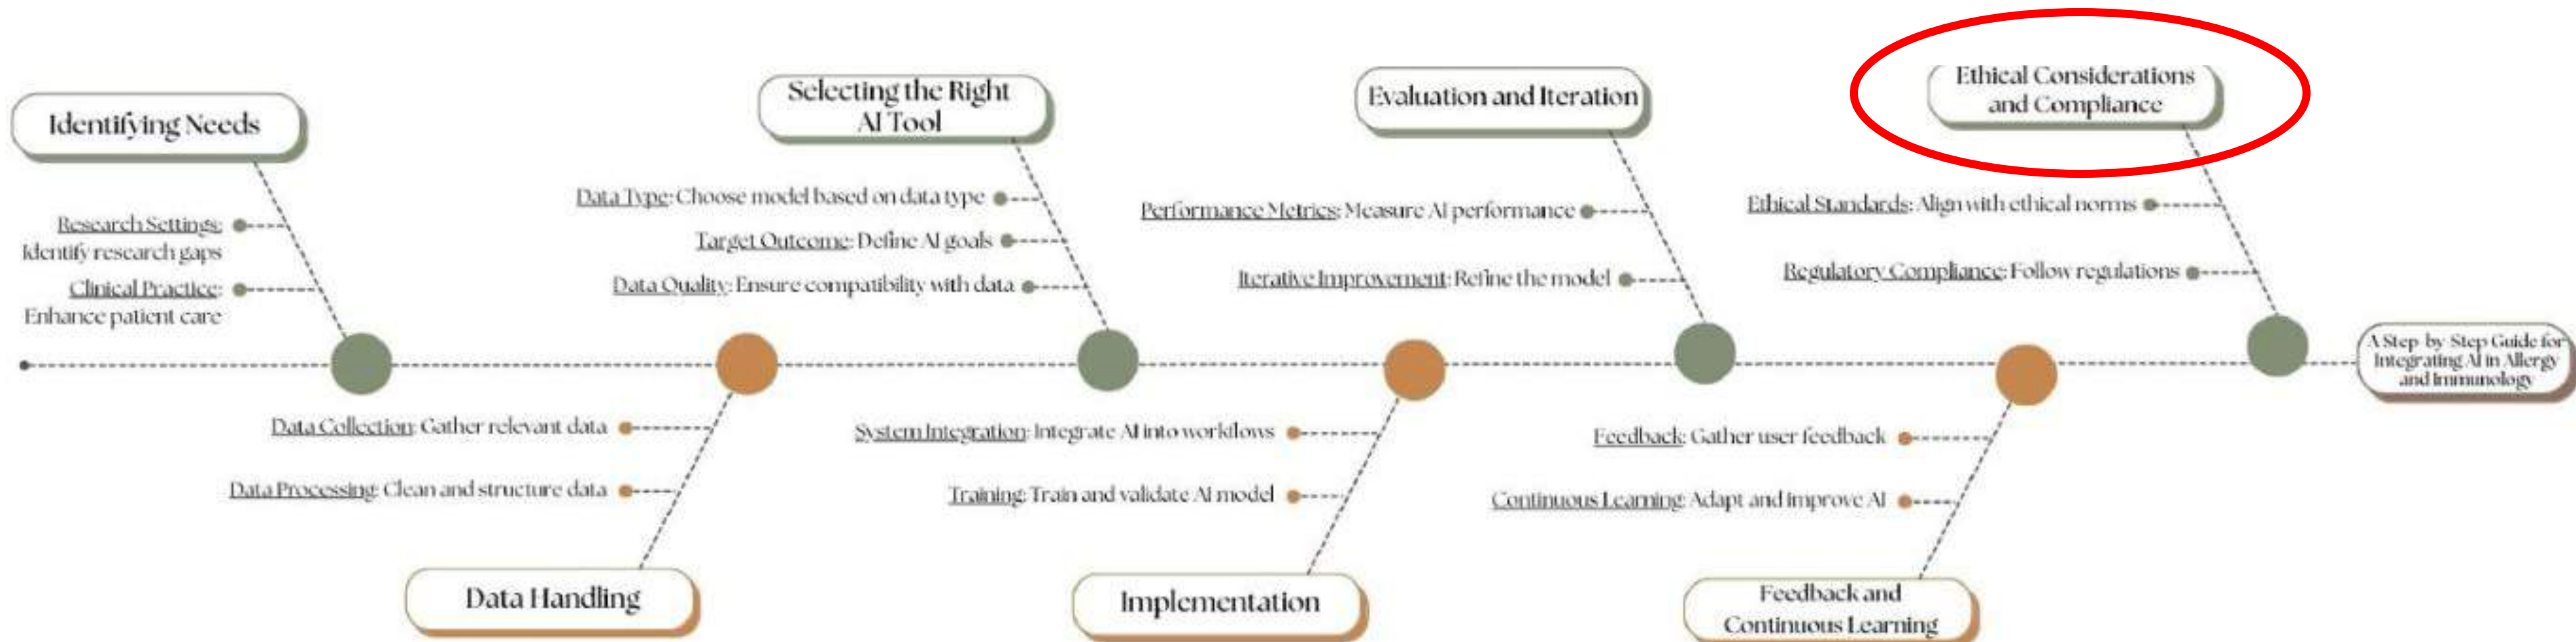 Identifying Needs
Research Settings:
Identify research gaps
Clinical Practice:
Enhance patient care
Data Collection: Gather relevant data
Data Processing: Clean and structure data
Data Handling
Selecting the Right
AI Tool
Data Type: Choose model based on data type
Target Outcome: Define AI goals
Data Quality: Ensure compatibility with data
System Integration: Integrate AI into workflows
Training: Train and validate AI model
Implementation
Evaluation and Iteration
Performance Metrics: Measure AI performance
Iterative Improvement: Refine the model
Feedback: Gather user feedback
Continuous Learning: Adapt and improve AI
Feedback and
Continuous Learning
Ethical Considerations
and Compliance
Ethical Standards: Align with ethical norms
Regulatory Compliance: Follow regulations
A Step-by-Step Guide for
Integrating AI in Allergy
and Immunology